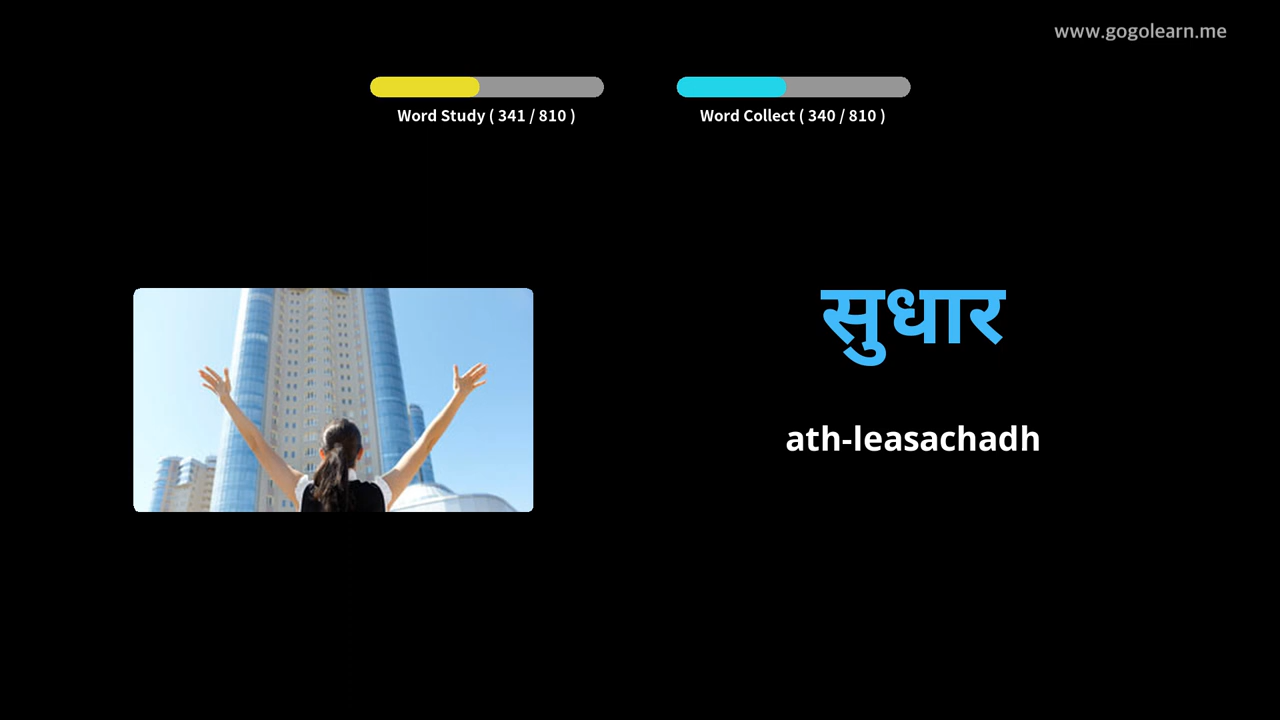 www.gogolearn.me
Word Study ( 341 / 810 )
Word Collect ( 340 / 810 )
सुधार
ath-leasachadh